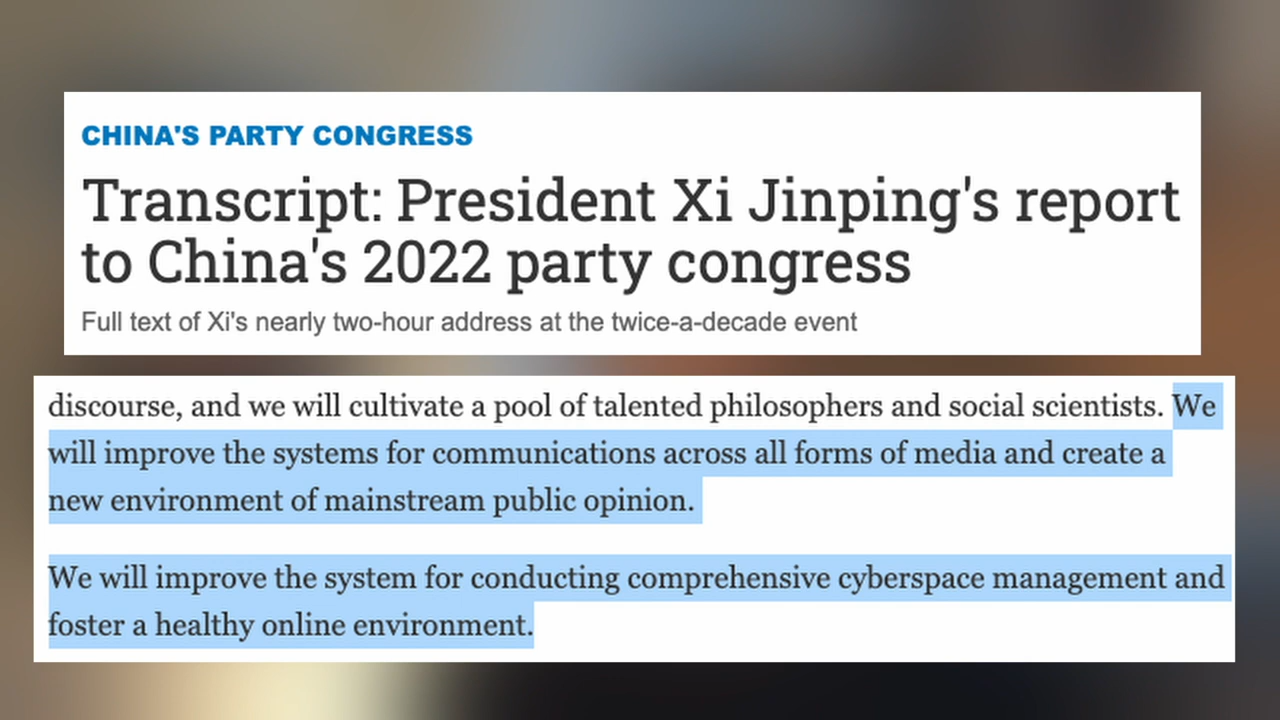 CHINA'S PARTY CONGRESS
Transcript: President Xi Jinping's report
to China's 2022 party congress
Full text of Xi's nearly two-hour address at the twice-a-decade event
discourse, and we will cultivate a pool of talented philosophers and social scientists. We
will improve the systems for communications across all forms of media and create a
new environment of mainstream public opinion.
We will improve the system for conducting comprehensive cyberspace management and
foster a healthy online environment.